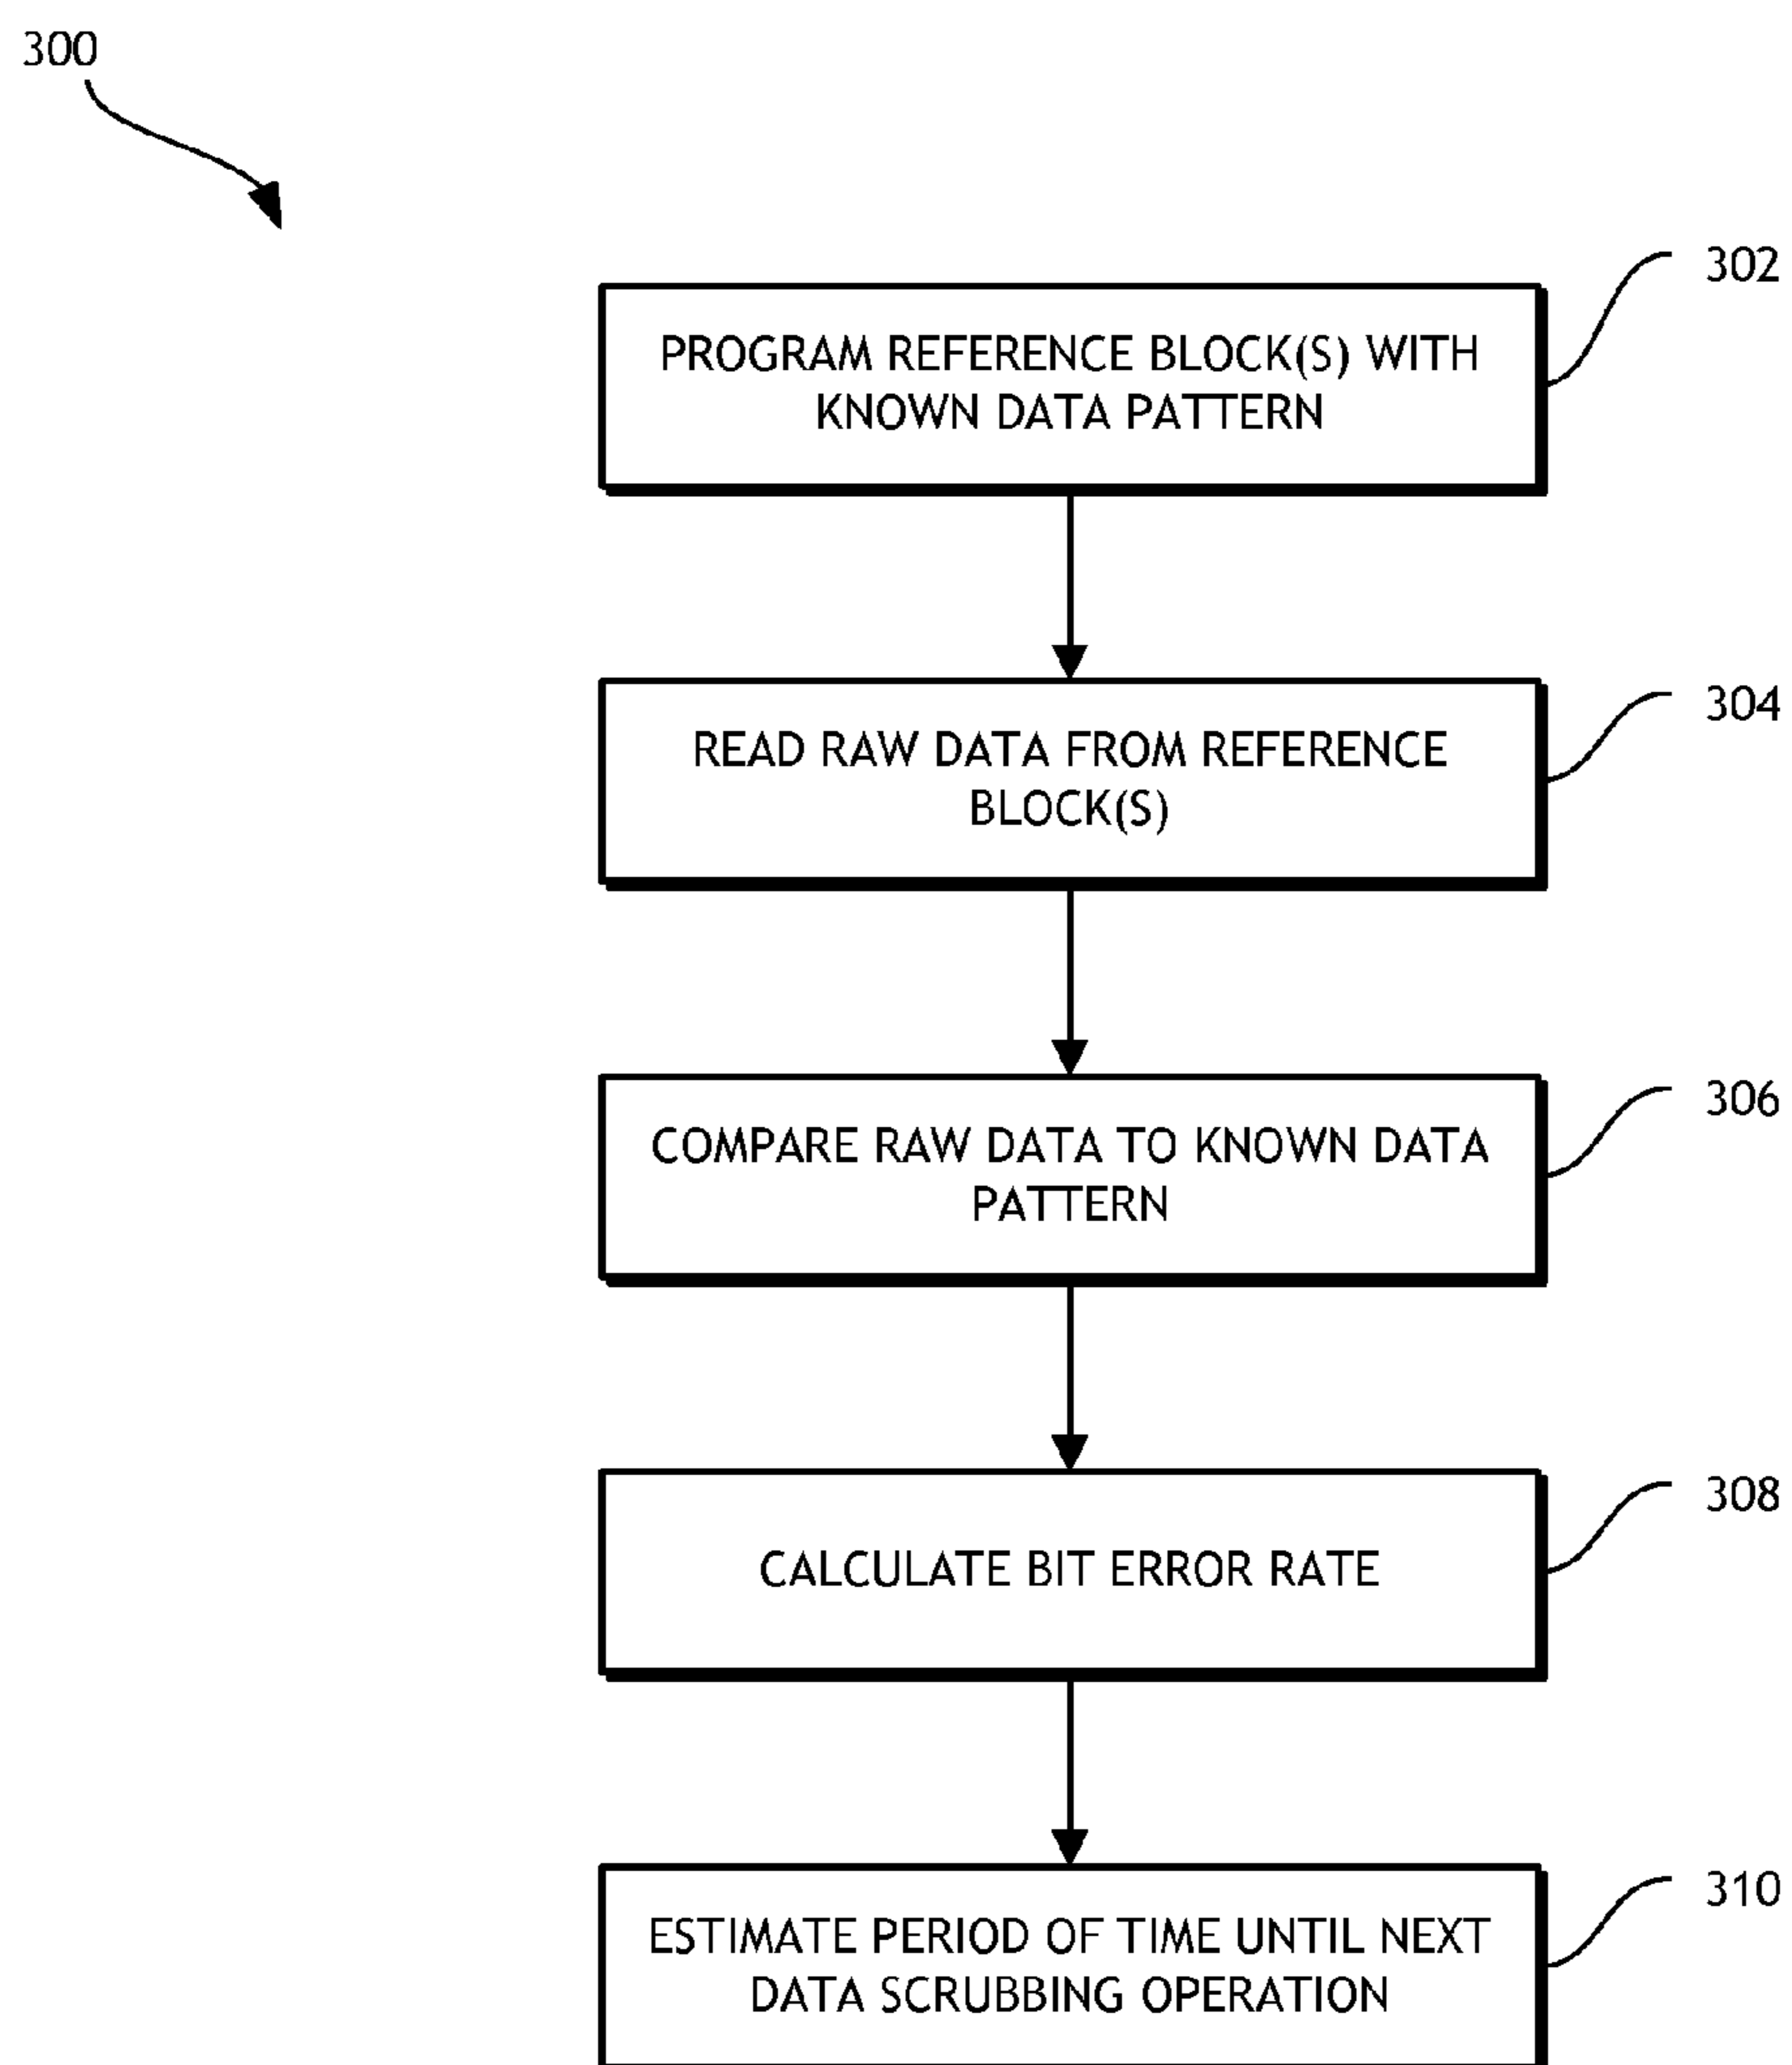 300
302
PROGRAM REFERENCE BLOCK(S) WITH
KNOWN DATA PATTERN
304
READ RAW DATA FROM REFERENCE
BLOCK(S)
306
COMPARE RAW DATA TO KNOWN DATA
PATTERN
308
CALCULATE BIT ERROR RATE
310
ESTIMATE PERIOD OF TIME UNTIL NEXT
DATA SCRUBBING OPERATION